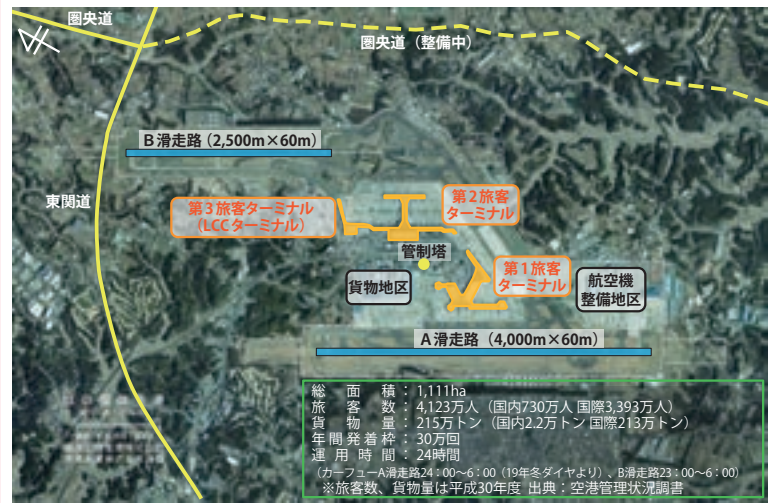 圏央道
圏央道（整備中）
B滑走路（2,500m×60m）
東関道
第3旅客ターミナル
（LCCターミナル）
第2旅客
ターミナル
管制塔
第1旅客
ターミナル
貨物地区
航空機
整備地区
A滑走路（4,000m×60m）
総面積：1,111ha
旅客数：4,123万人（国内730万人 国際3,393万人）
貨物量：215万トン（国内2.2万トン 国際213万トン）
年間発着枠：30万回
運用時間：24時間
（カーフューA滑走路24：00〜6：00（19年冬ダイヤより）、B滑走路23：00〜6：00）
※旅客数、貨物量は平成30年度 出典：空港管理状況調書